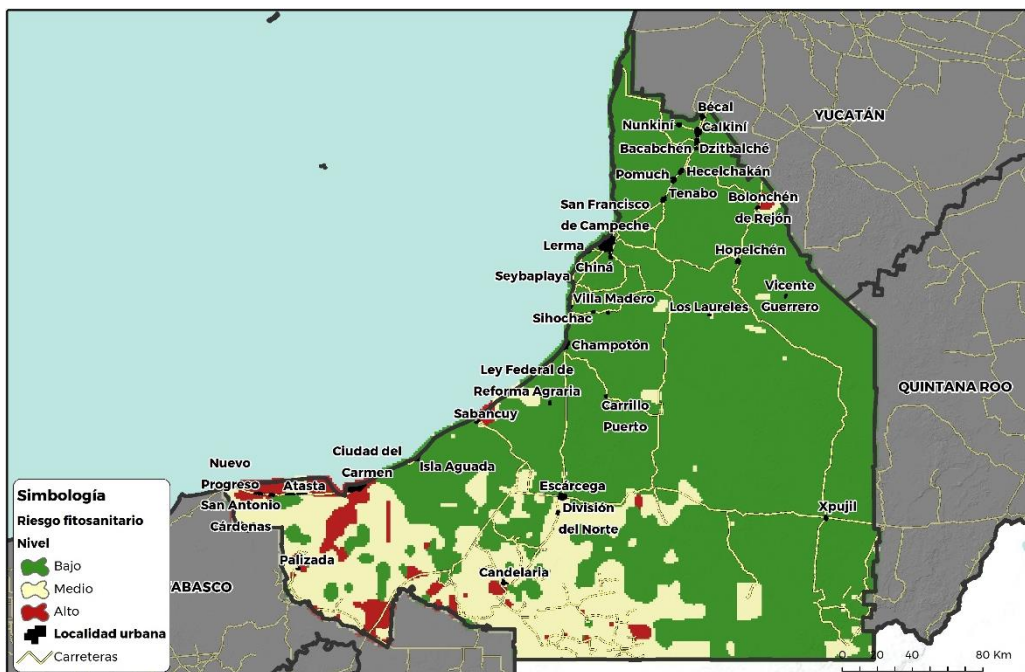 Bécal
YUCATÁN
Nunkiní
Calkiní
Bacabchén
Dzitbalché
Pomuch
Hecelchakán
Tenabo
Bolonchén
de Rejón
San Francisco
de Campeche
Lerma
Hopelchén
Chiná
Seybaplaya
Vicente
Guerrero
Villa Madero
Los Laureles
Sihochac
Champotón
Ley Federal de
Reforma Agraria
QUINTANA ROO
Sabancuy
Carrillo
Puerto
Ciudad del
Carmen
Isla Aguada
Nuevo
Progreso
Atasta
San Antonio
Cárdenas
Escárcega
División
del Norte
Xpujil
Palizada
Candelaria
TABASCO
Simbología
Riesgo fitosanitario
Nivel
Bajo
Medio
Alto
Localidad urbana
Carreteras
0 20 40 80 Km